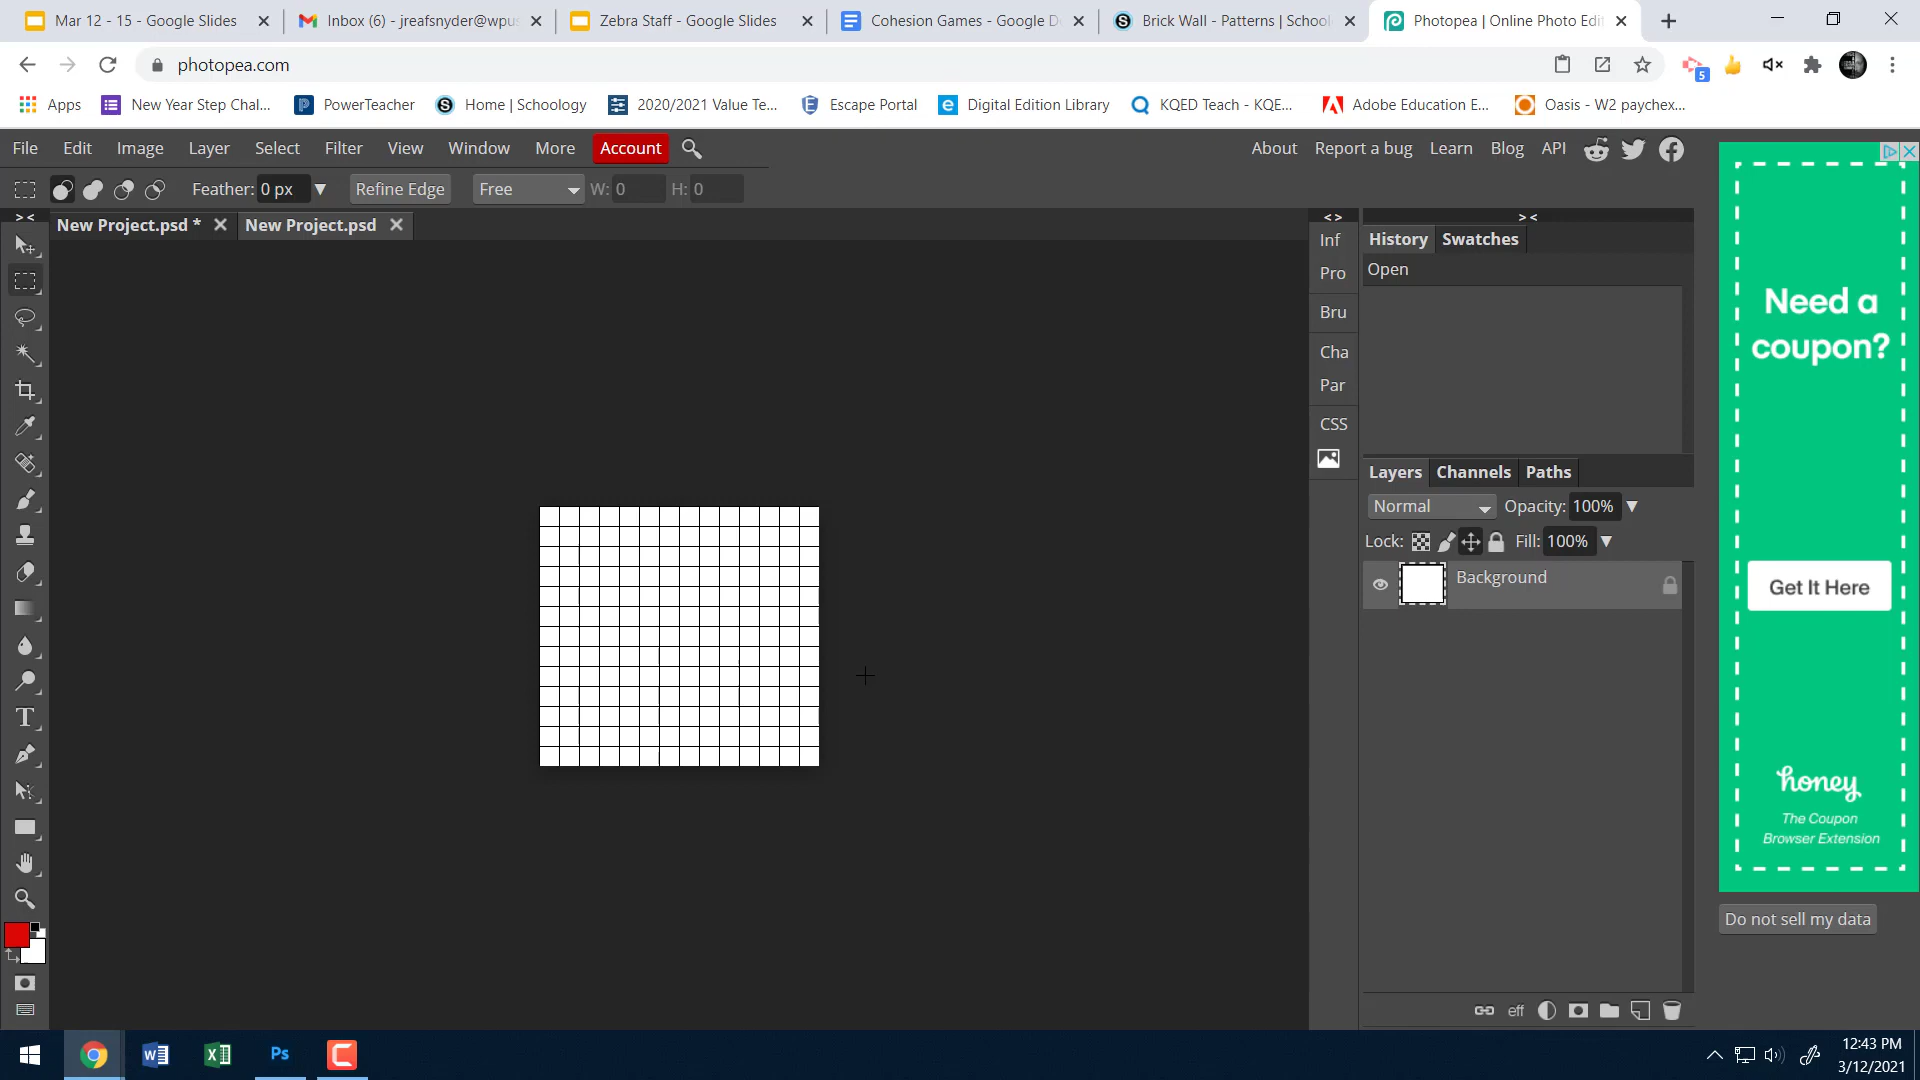 Mar 12 - 15 - Google Slides Inbox (6) - jreafsnyder@wpus Zebra Staff - Google Slides Cohesion Games - Google D Brick Wall - Patterns | School Photopea | Online Photo Edit
photopea.com 5
Apps New Year Step Chal... PowerTeacher Home | Schoology 2020/2021 Value Te... Escape Portal Digital Edition Library KQED Teach - KQE... Adobe Education E... Oasis - W2 paychex...
File Edit Image Layer Select Filter View Window More Account About Report a bug Learn Blog API
Feather: 0 px Refine Edge Free W: 0 H: 0
New Project.psd * New Project.psd
Inf
Pro
Bru
Cha
Par
CSS
History Swatches
Open
Layers Channels Paths
Normal Opacity: 100%
Lock: Fill: 100%
Background
eff
Need a
coupon?
Get It Here
honey
The Coupon
Browser Extension
Do not sell my data
12:43 PM
3/12/2021